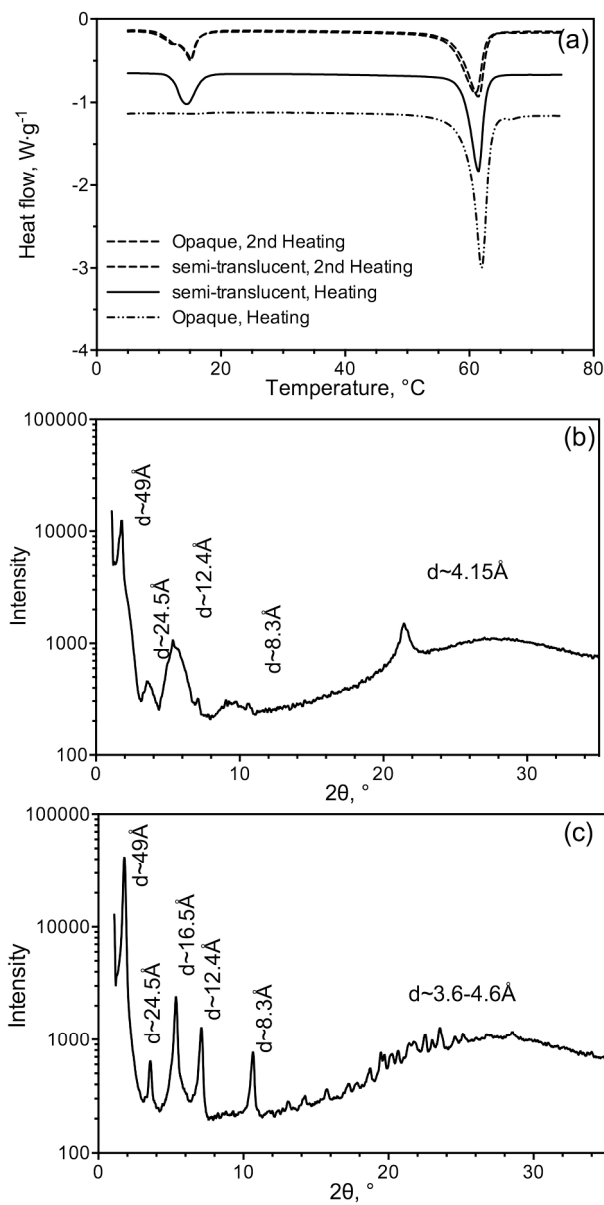 (a)
0
-1
-2
-3
-4
Heat flow, W·g⁻¹
Opaque, 2nd Heating
semi-translucent, 2nd Heating
semi-translucent, Heating
Opaque, Heating
0 20 40 60 80
Temperature, °C
(b)
100000
10000
1000
100
Intensity
d~49Å
d~24.5Å
d~12.4Å
d~8.3Å
d~4.15Å
0 10 20 30
2θ, °
(c)
100000
10000
1000
100
Intensity
d~49Å
d~24.5Å
d~16.5Å
d~12.4Å
d~8.3Å
d~3.6-4.6Å
0 10 20 30
2θ, °